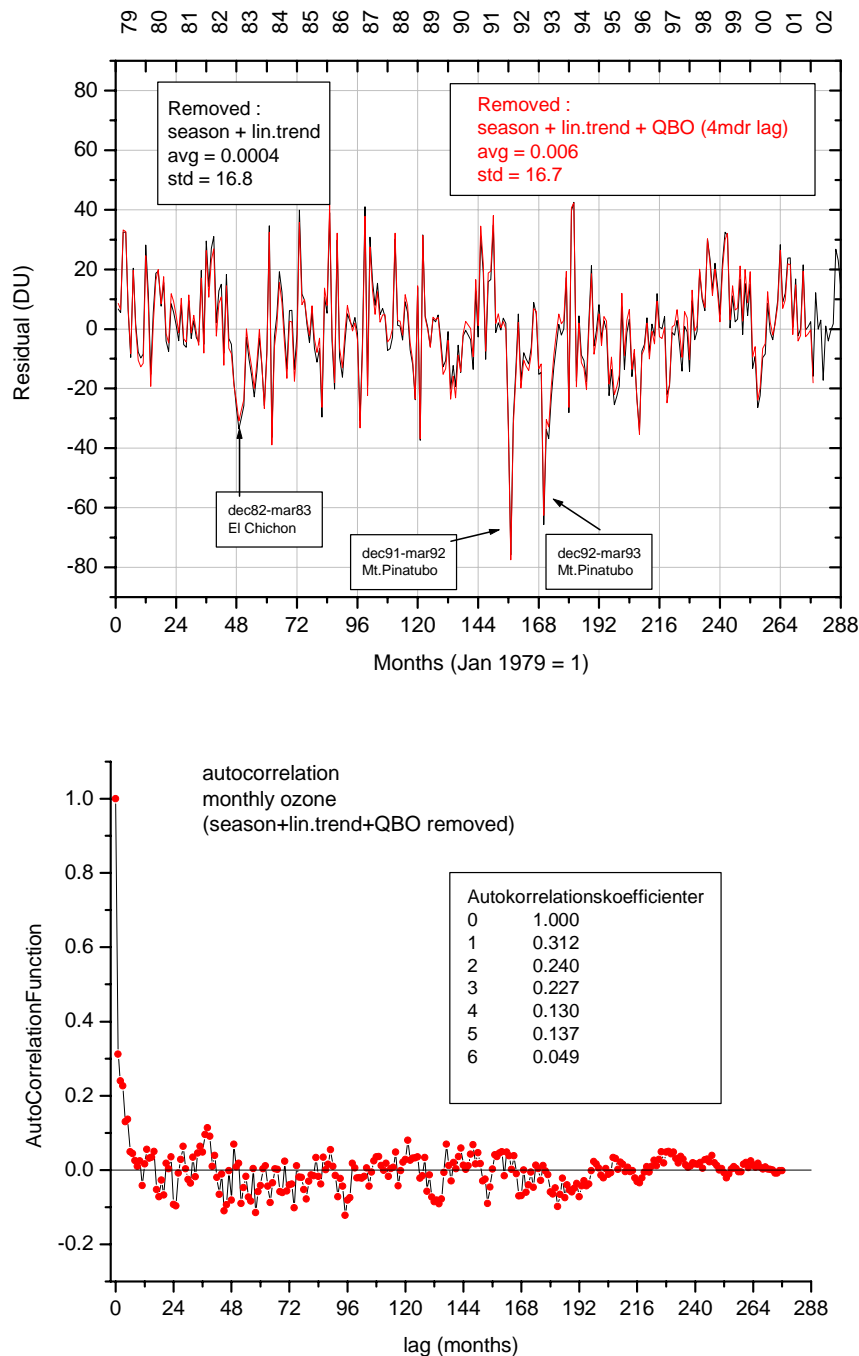 79 80 81 82 83 84 85 86 87 88 89 90 91 92 93 94 95 96 97 98 99 00 01 02
80
60
40
20
0
-20
-40
-60
-80
Residual (DU)
Removed :
season + lin.trend
avg = 0.0004
std = 16.8
Removed :
season + lin.trend + QBO (4mdr lag)
avg = 0.006
std = 16.7
dec82-mar83
El Chichon
dec91-mar92
Mt.Pinatubo
dec92-mar93
Mt.Pinatubo
0 24 48 72 96 120 144 168 192 216 240 264 288
Months (Jan 1979 = 1)
autocorrelation
monthly ozone
(season+lin.trend+QBO removed)
1.0
0.8
0.6
0.4
0.2
0.0
-0.2
AutoCorrelationFunction
Autokorrelationskoefficienter
0 1.000
1 0.312
2 0.240
3 0.227
4 0.130
5 0.137
6 0.049
0 24 48 72 96 120 144 168 192 216 240 264 288
lag (months)